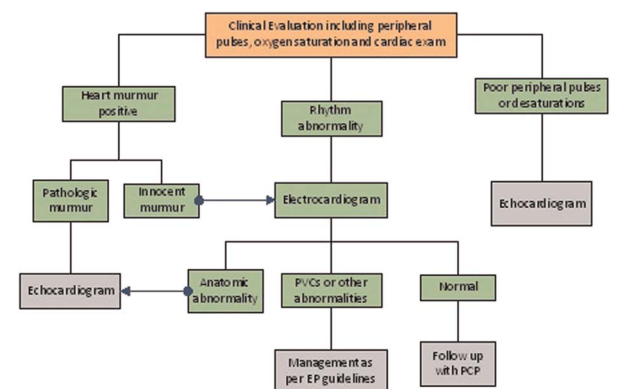 Clinical Evaluation including peripheral
pulses, oxygen saturation and cardiac exam
Heart murmur
positive
Rhythm
abnormality
Poor peripheral pulses
or desaturations
Pathologic
murmur
Innocent
murmur
Electrocardiogram
Echocardiogram
Echocardiogram
Anatomic
abnormality
PVCs or other
abnormalities
Normal
Management as
per EP guidelines
Follow up
with PCP